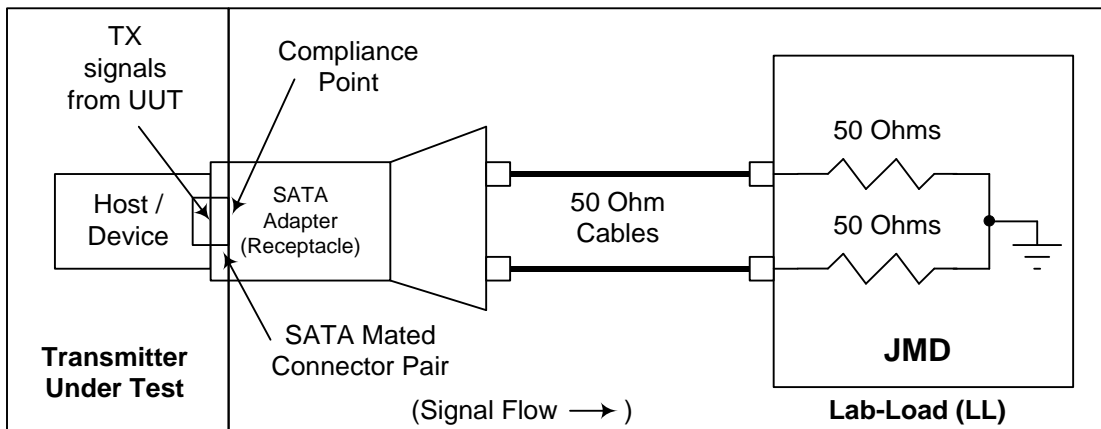 TX
signals
from UUT
Compliance
Point
Host /
Device
SATA
Adapter
(Receptacle)
50 Ohm
Cables
50 Ohms
50 Ohms
JMD
SATA Mated
Connector Pair
Transmitter
Under Test
(Signal Flow → )
Lab-Load (LL)